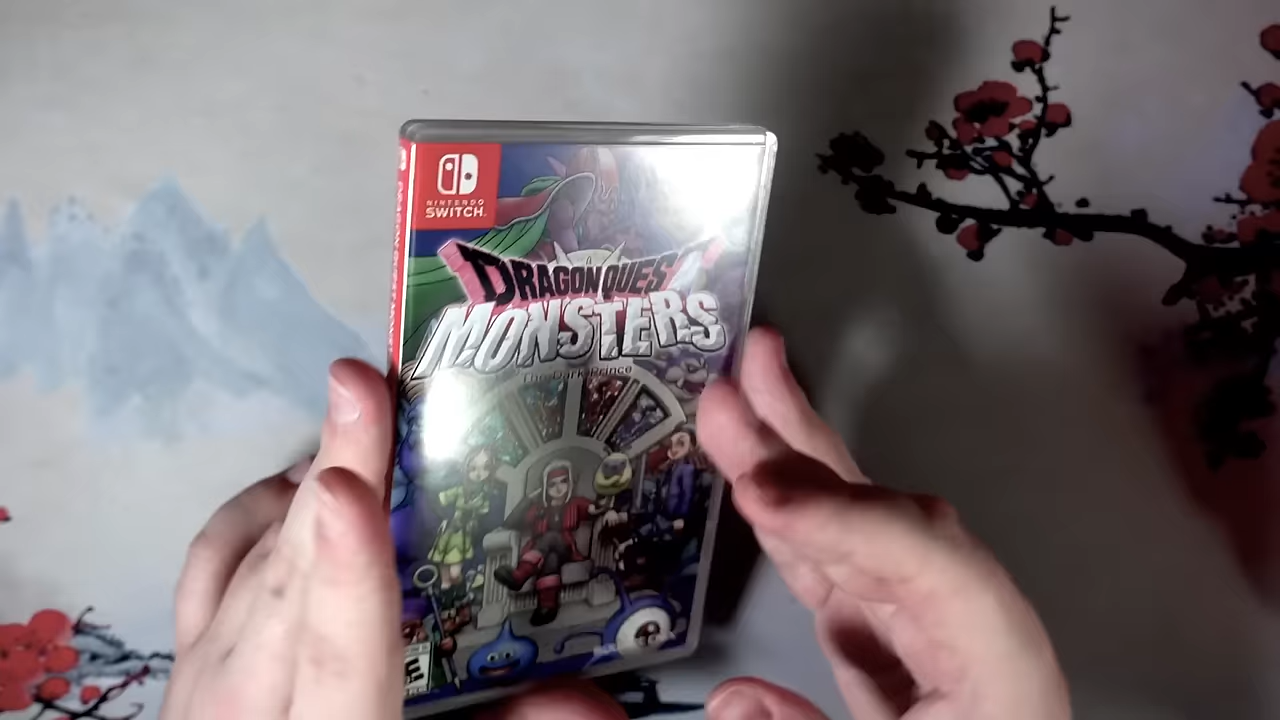 NINTENDO
SWITCH
DRAGON QUEST
MONSTERS
The Dark Prince
E